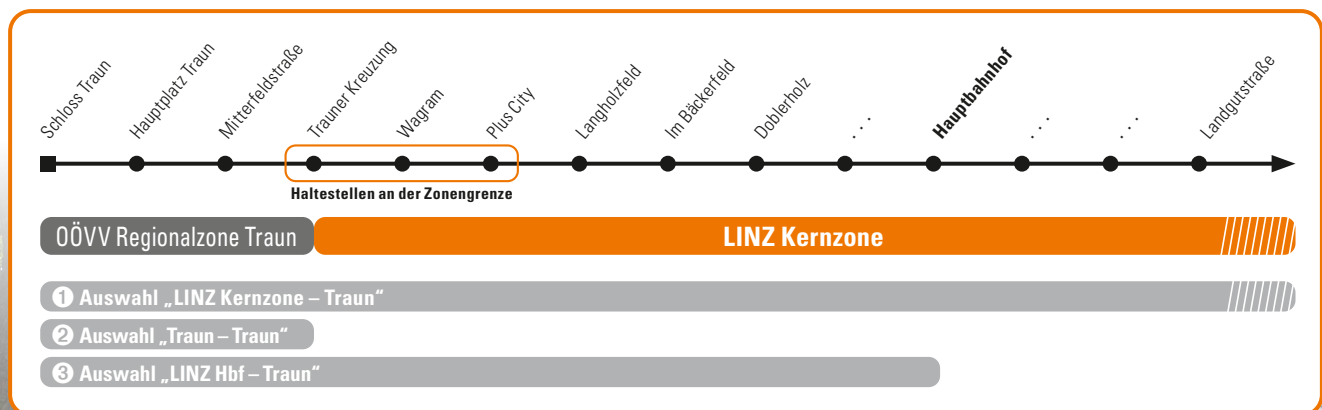 Schloss Traun
Hauptplatz Traun
Mitterfeldstraße
Trauner Kreuzung
Wagram
Plus City
Langholzfeld
Im Bäckerfeld
Doblerholz
. . .
Hauptbahnhof
. . .
. . .
Landgutstraße
Haltestellen an der Zonengrenze
OÖVV Regionalzone Traun
LINZ Kernzone
❶ Auswahl „LINZ Kernzone – Traun“
❷ Auswahl „Traun – Traun“
❸ Auswahl „LINZ Hbf – Traun“